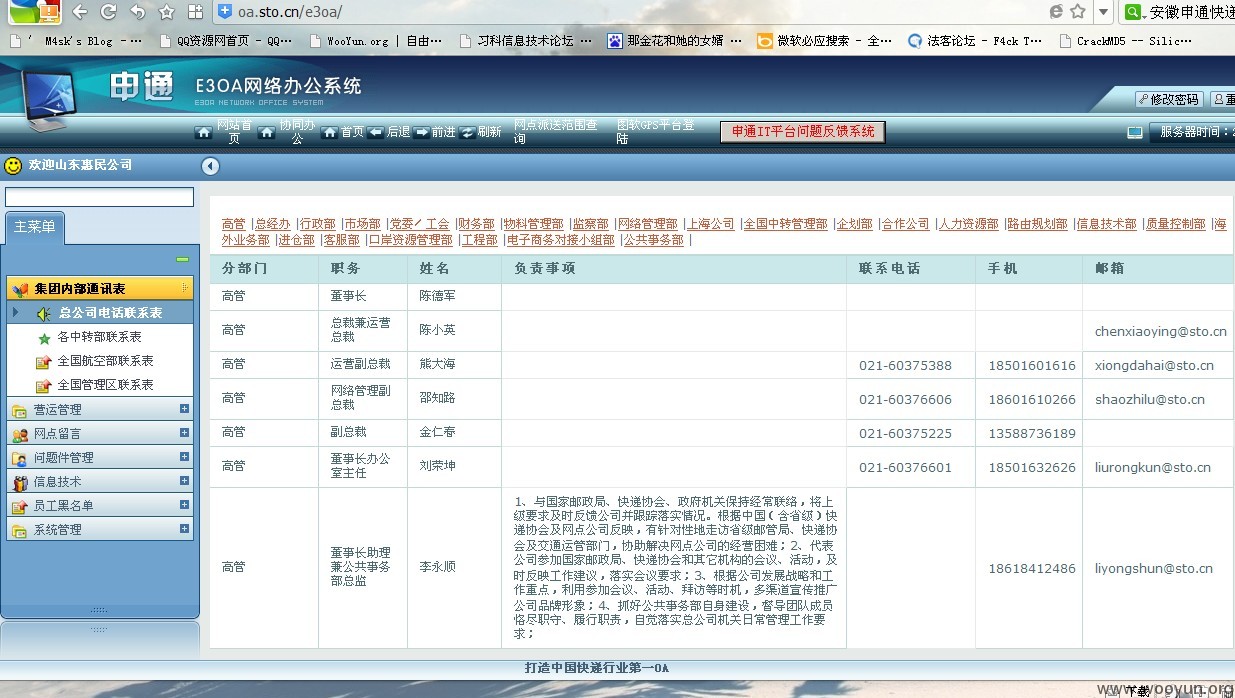 oa.sto.cn/e3oa/
安徽申通快递
' M4sk's Blog - ···
QQ资源网首页 - QQ···
WooYun.org | 自由···
习科信息技术论坛 ···
那金花和她的女婿 ···
微软必应搜索 - 全···
法客论坛 - F4ck T···
CrackMD5 -- Silic···
申通
E3OA网络办公系统
E3OA NETWORK OFFICE SYSTEM
修改密码
重
网站首页
协同办公
首页
后退
前进
刷新
网点派送范围查询
图软GPS平台登陆
申通IT平台问题反馈系统
服务器时间:2
欢迎山东惠民公司
主菜单
集团内部通讯表
总公司电话联系表
各中转部联系表
全国航空部联系表
全国管理区联系表
营运管理
网点留言
问题件管理
信息技术
员工黑名单
系统管理
高管 |总经办 |行政部 |市场部 |党委/工会 |财务部 |物料管理部 |监察部 |网络管理部 |上海公司 |全国中转管理部 |企划部 |合作公司 |人力资源部 |路由规划部 |信息技术部 |质量控制部 |海
外业务部 |进仓部 |客服部 |口岸资源管理部 |工程部 |电子商务对接小组部 |公共事务部 |
分部门 职务 姓名 负责事项 联系电话 手机 邮箱
高管 董事长 陈德军
高管 总裁兼运营总裁 陈小英 chenxiaoying@sto.cn
高管 运营副总裁 熊大海 021-60375388 18501601616 xiongdahai@sto.cn
高管 网络管理副总裁 邵知路 021-60376606 18601610266 shaozhilu@sto.cn
高管 副总裁 金仁春 021-60375225 13588736189
高管 董事长办公室主任 刘荣坤 021-60376601 18501632626 liurongkun@sto.cn
高管 董事长助理兼公共事务部总监 李永顺
1、与国家邮政局、快递协会、政府机关保持经常联络，将上
级要求及时反馈公司并跟踪落实情况。根据中国（含省级）快
递协会及网点公司反映，有针对性地走访省级邮管局、快递协
会及交通运管部门，协助解决网点公司的经营困难；2、代表
公司参加国家邮政局、快递协会和其它机构的会议、活动，及
时反映工作建议，落实会议要求；3、根据公司发展战略和工
作重点，利用参加会议、活动、拜访等时机，多渠道宣传推广
公司品牌形象；4、抓好公共事务部自身建设，督导团队成员
恪尽职守、履行职责，自觉落实总公司机关日常管理工作要
求；
18618412486 liyongshun@sto.cn
打造中国快递行业第一OA
下载
www.wooyun.org